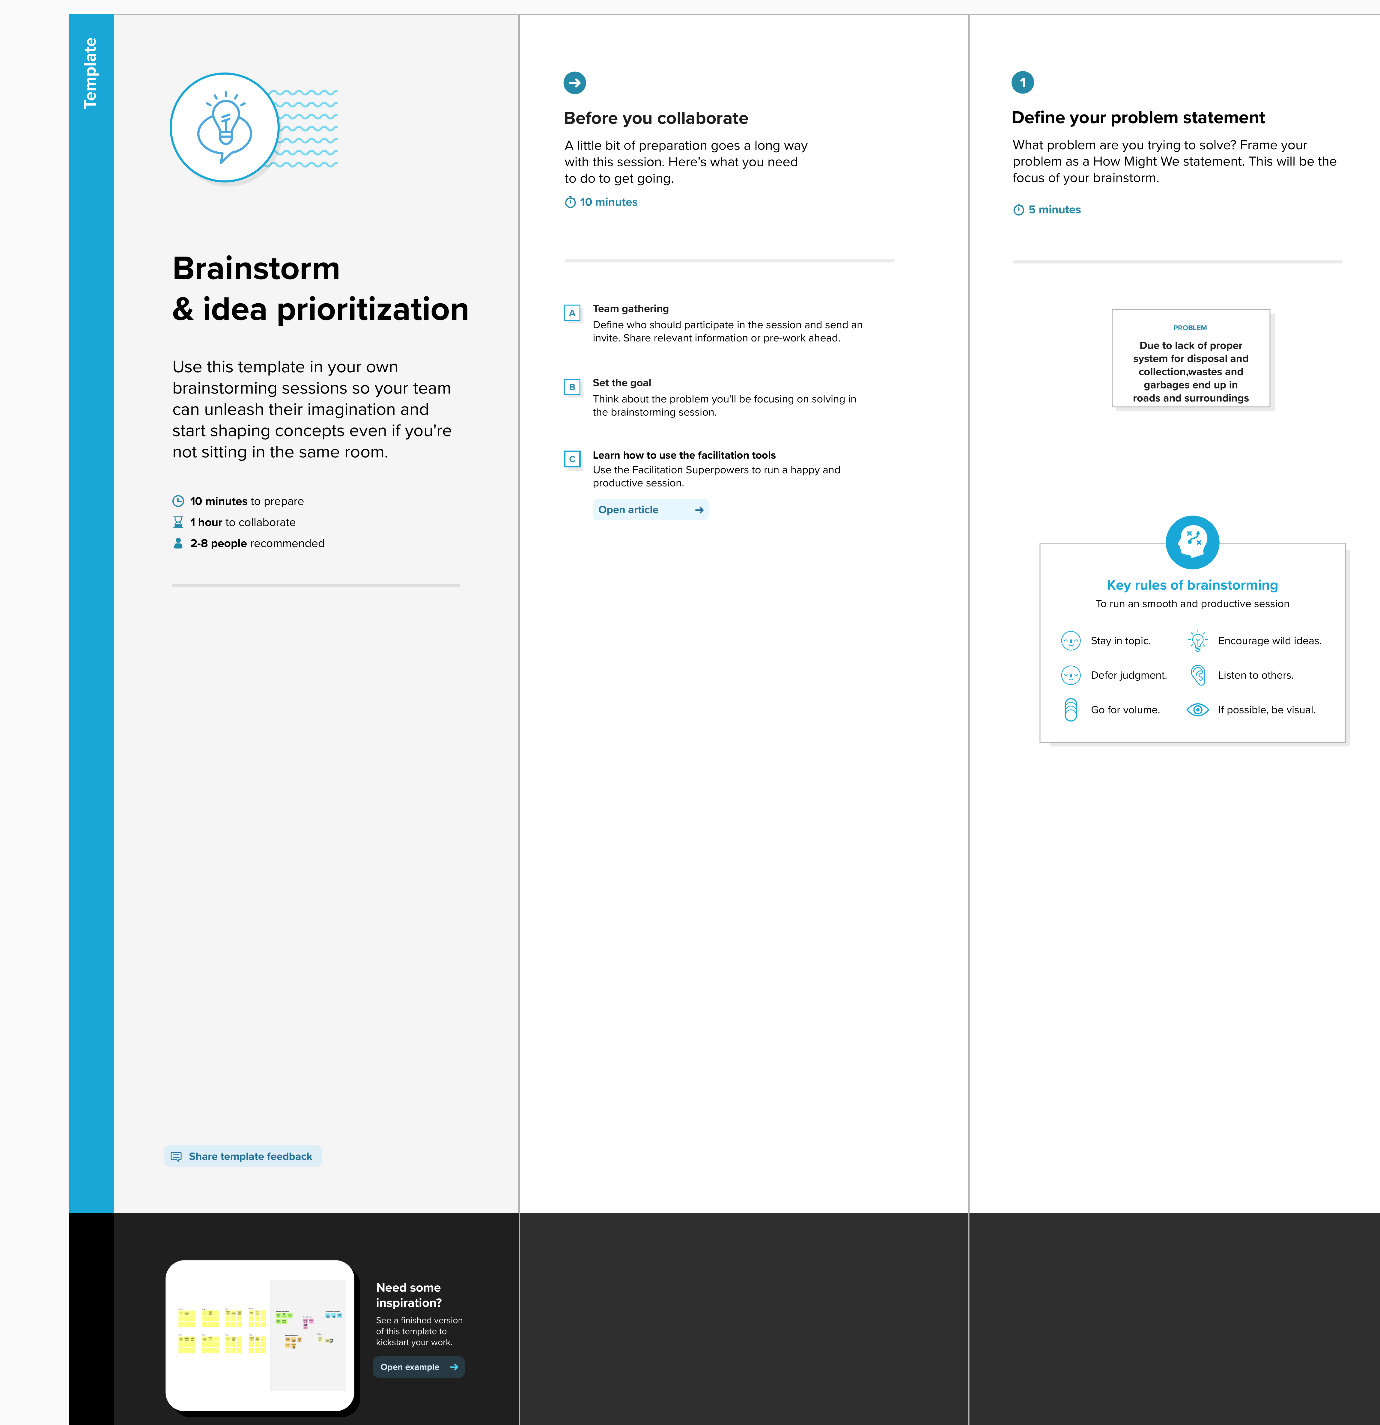 Template
Brainstorm
& idea prioritization
Use this template in your own
brainstorming sessions so your team
can unleash their imagination and
start shaping concepts even if you're
not sitting in the same room.
10 minutes to prepare
1 hour to collaborate
2-8 people recommended
Share template feedback
Need some
inspiration?
See a finished version
of this template to
kickstart your work.
Open example
Before you collaborate
A little bit of preparation goes a long way
with this session. Here's what you need
to do to get going.
10 minutes
A
Team gathering
Define who should participate in the session and send an
invite. Share relevant information or pre-work ahead.
B
Set the goal
Think about the problem you'll be focusing on solving in
the brainstorming session.
C
Learn how to use the facilitation tools
Use the Facilitation Superpowers to run a happy and
productive session.
Open article
1
Define your problem statement
What problem are you trying to solve? Frame your
problem as a How Might We statement. This will be the
focus of your brainstorm.
5 minutes
PROBLEM
Due to lack of proper
system for disposal and
collection,wastes and
garbages end up in
roads and surroundings
Key rules of brainstorming
To run an smooth and productive session
Stay in topic.
Encourage wild ideas.
Defer judgment.
Listen to others.
Go for volume.
If possible, be visual.